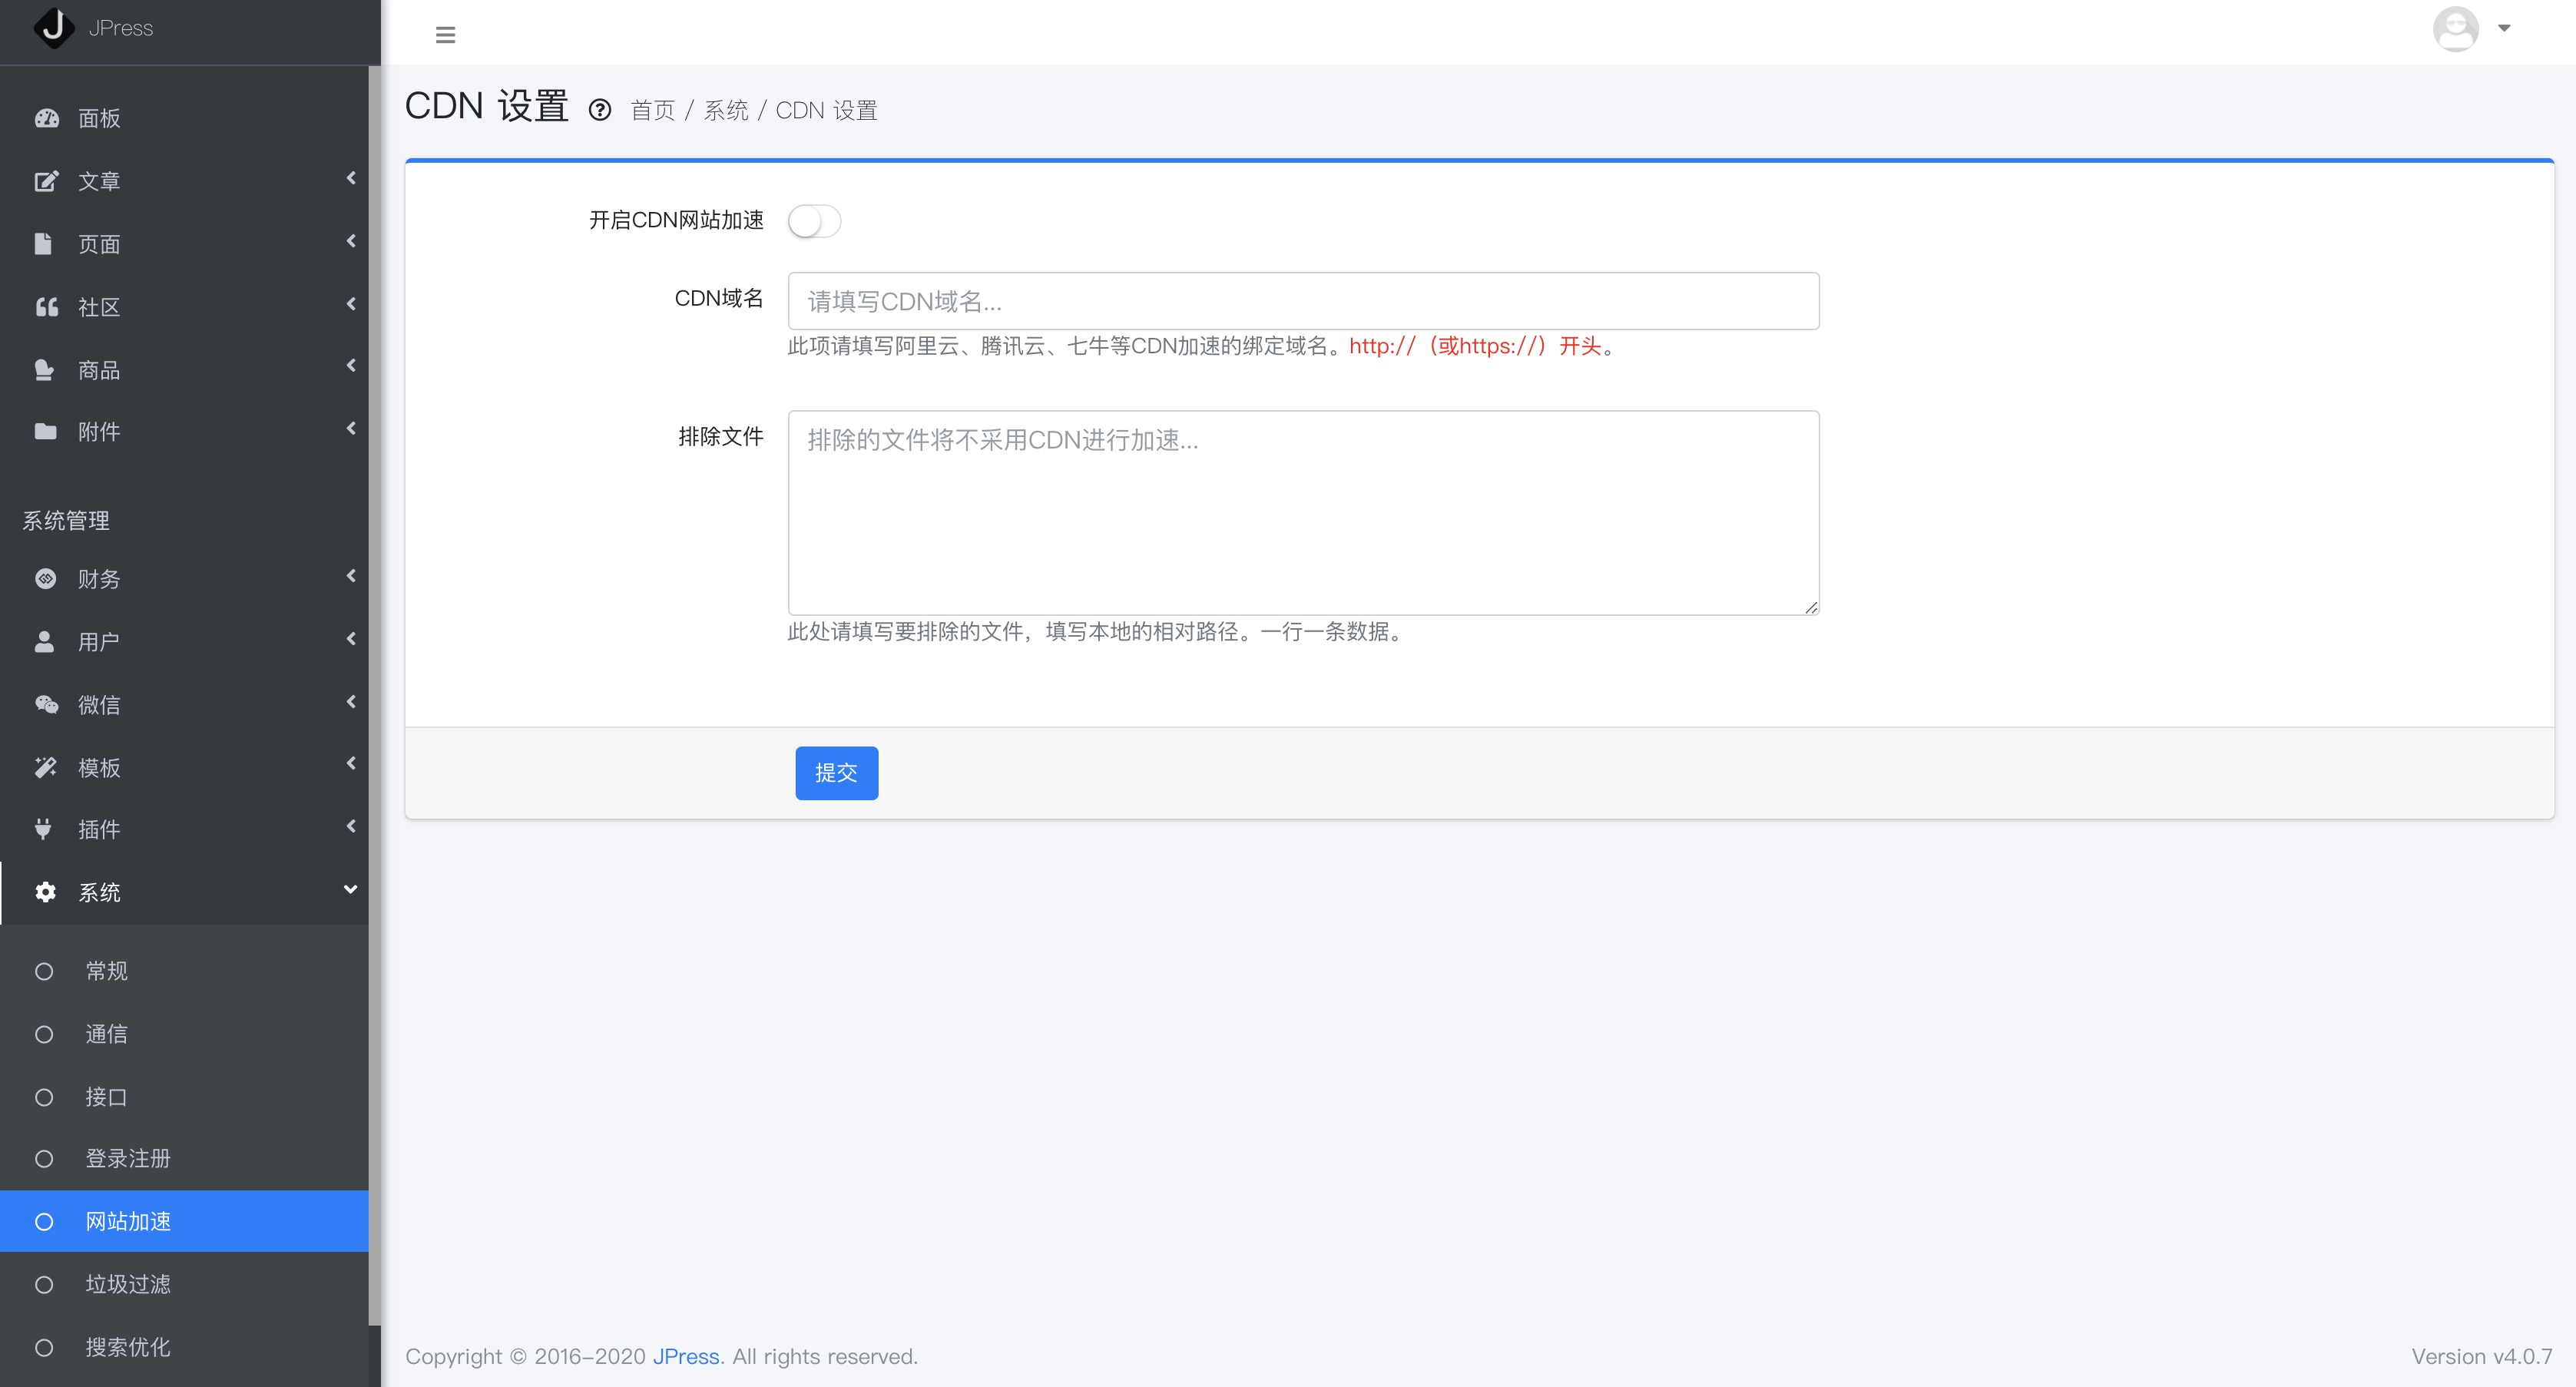 JPress
面板
文章
页面
社区
商品
附件
系统管理
财务
用户
微信
模板
插件
系统
常规
通信
接口
登录注册
网站加速
垃圾过滤
搜索优化
CDN 设置
首页 / 系统 / CDN 设置
开启CDN网站加速
CDN域名
请填写CDN域名...
此项请填写阿里云、腾讯云、七牛等CDN加速的绑定域名。http://（或https://）开头。
排除文件
排除的文件将不采用CDN进行加速...
此处请填写要排除的文件，填写本地的相对路径。一行一条数据。
提交
Copyright © 2016-2020 JPress. All rights reserved.
Version v4.0.7